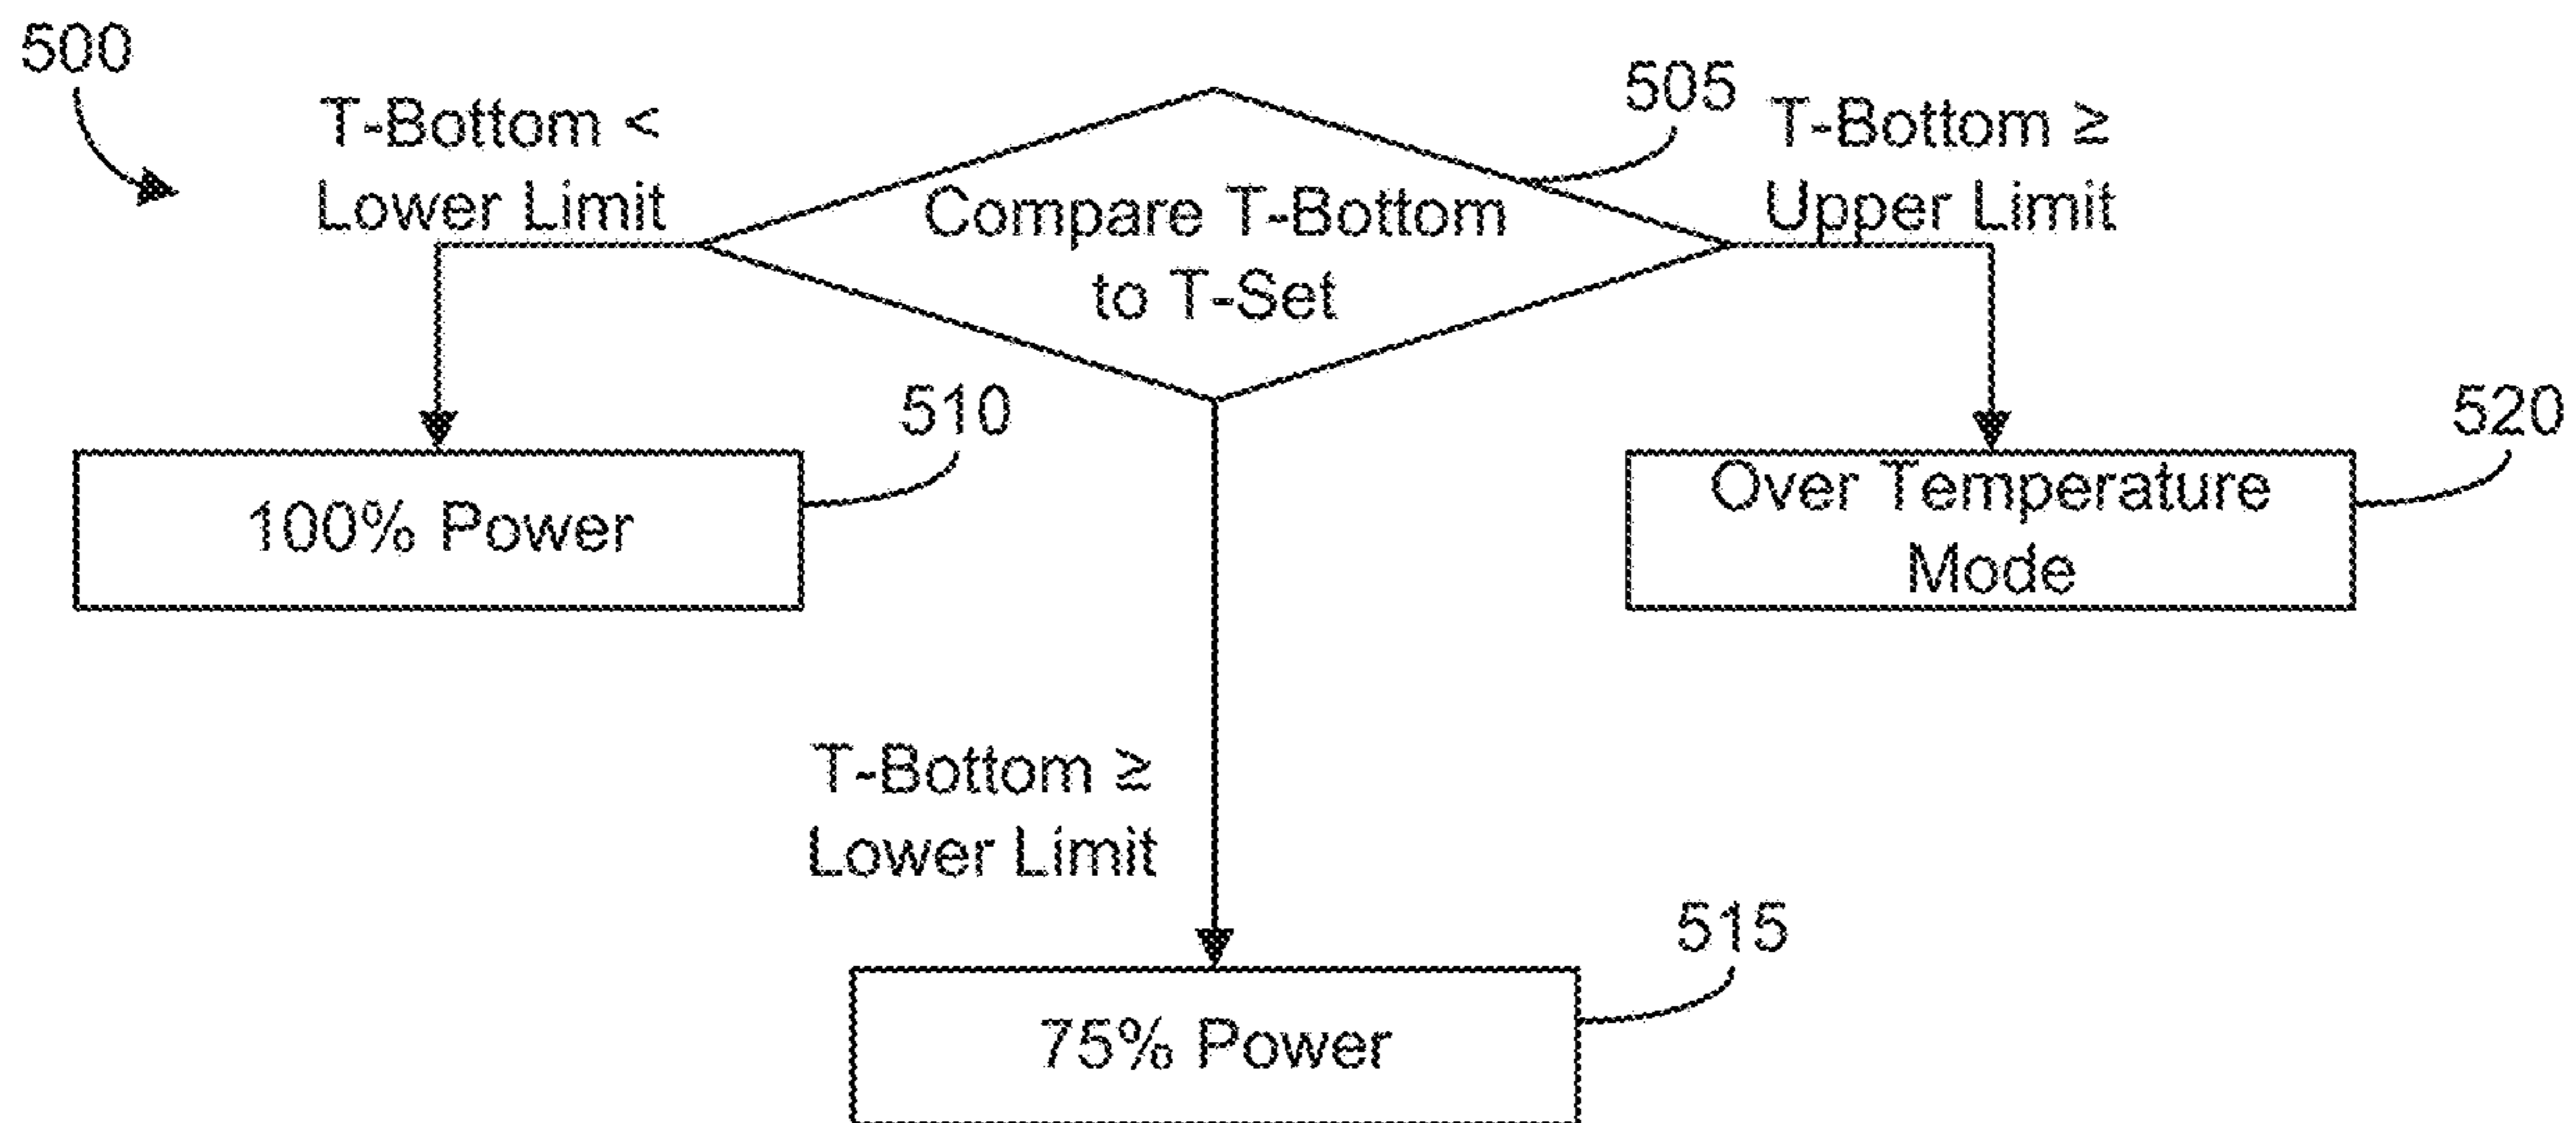 500
T-Bottom <
Lower Limit
505
T-Bottom ≥
Upper Limit
Compare T-Bottom
to T-Set
510
100% Power
520
Over Temperature
Mode
T-Bottom ≥
Lower Limit
515
75% Power